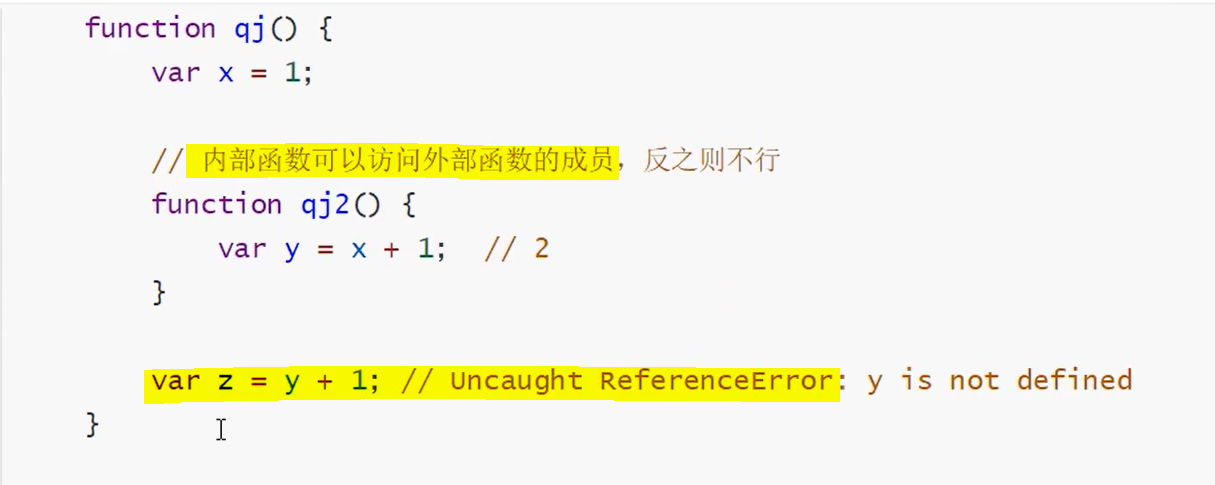 function qj() {
var x = 1;
// 内部函数可以访问外部函数的成员，反之则不行
function qj2() {
var y = x + 1;  // 2
}
var z = y + 1; // Uncaught ReferenceError: y is not defined
}